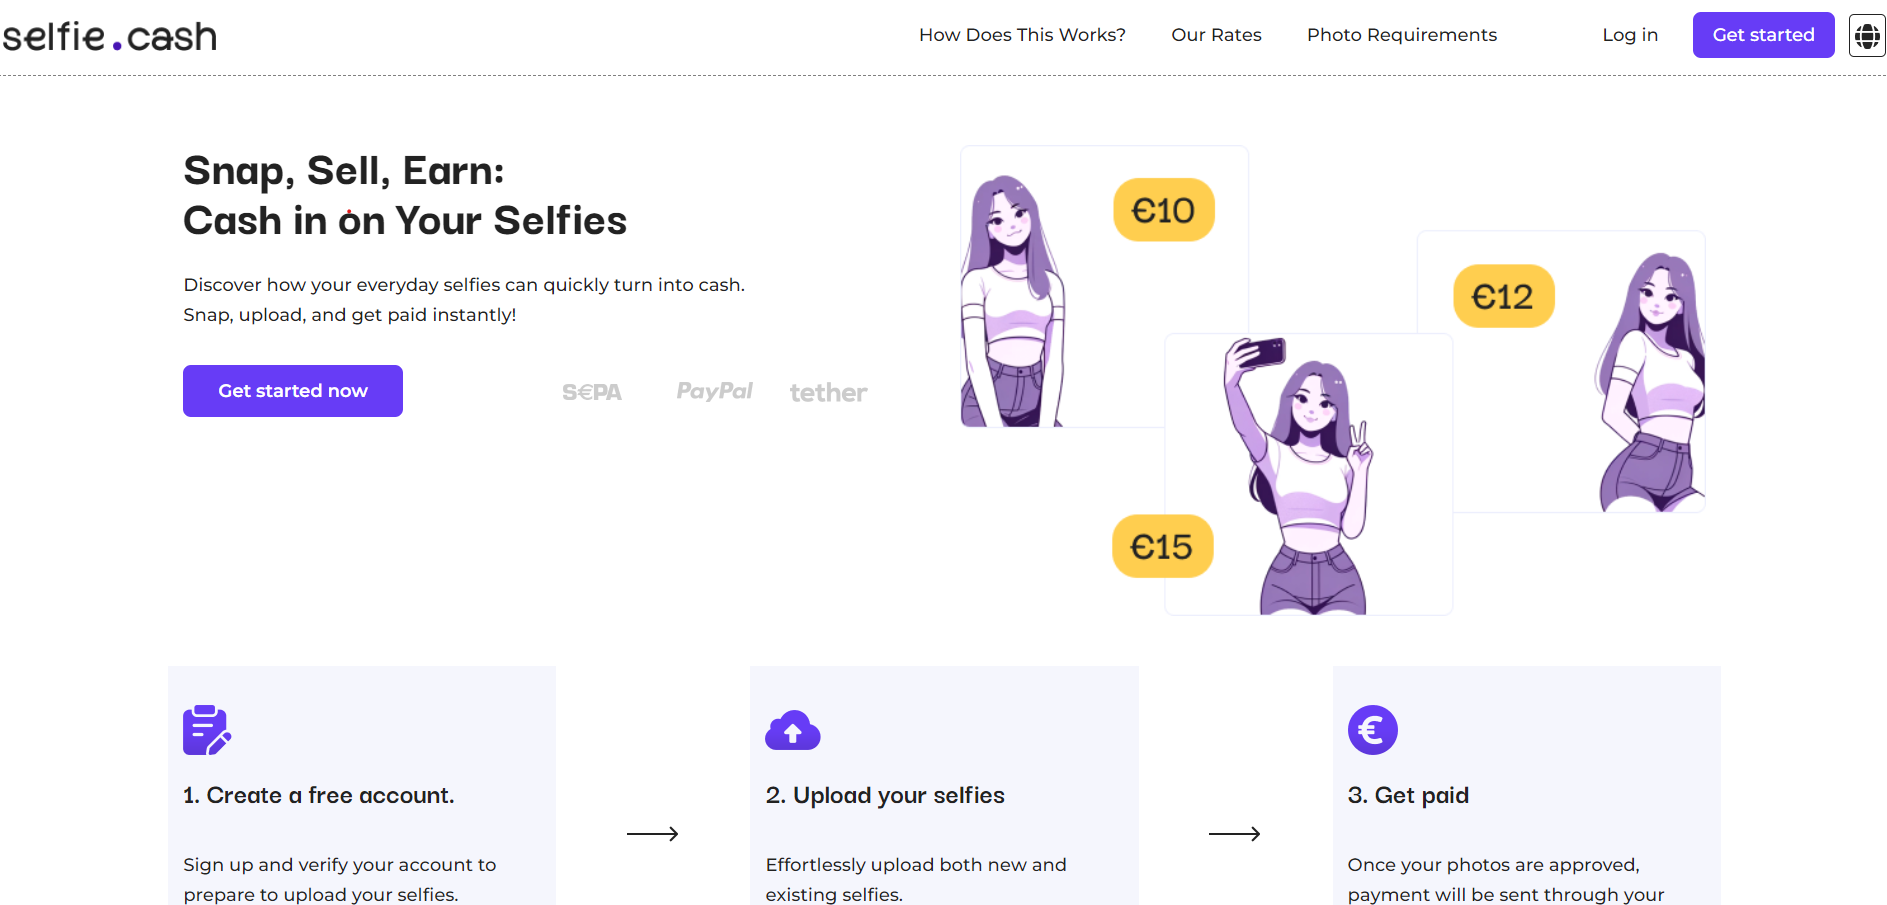 selfie.cash
How Does This Works?
Our Rates
Photo Requirements
Log in
Get started
Snap, Sell, Earn:
Cash in on Your Selfies
Discover how your everyday selfies can quickly turn into cash.
Snap, upload, and get paid instantly!
Get started now
S€PA
PayPal
tether
€10
€12
€15
1. Create a free account.
Sign up and verify your account to
prepare to upload your selfies.
2. Upload your selfies
Effortlessly upload both new and
existing selfies.
3. Get paid
Once your photos are approved,
payment will be sent through your